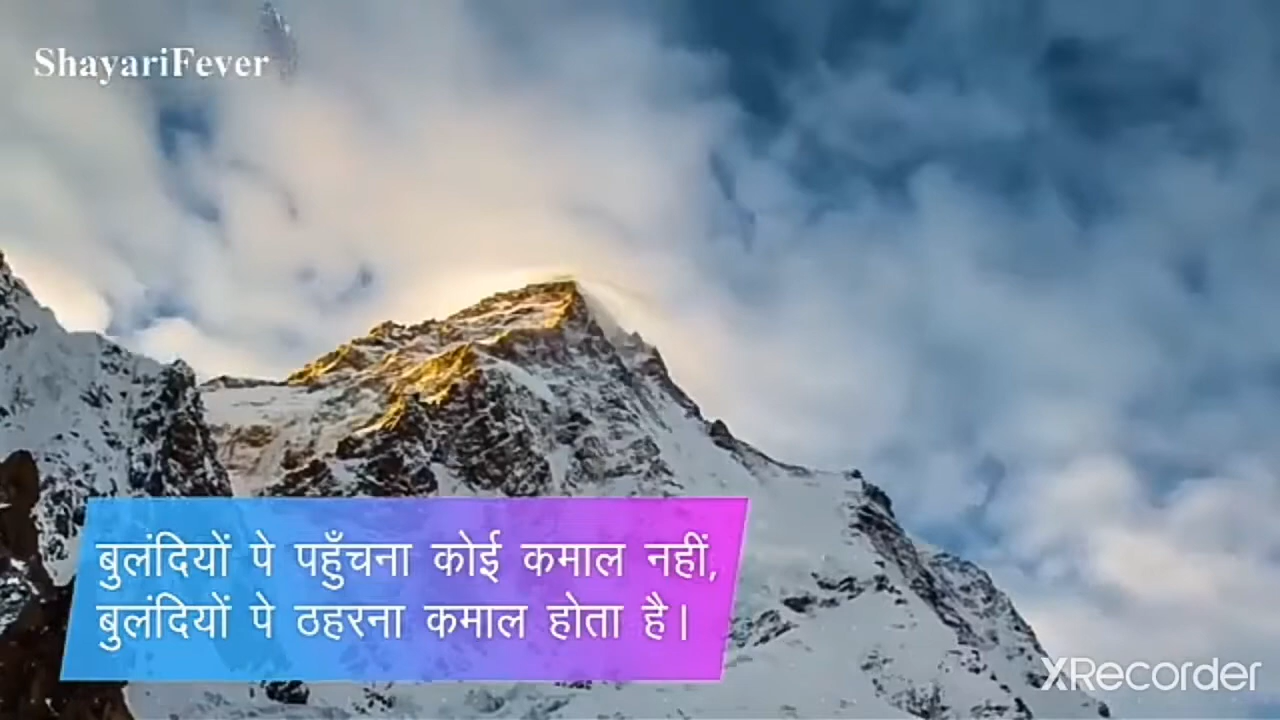 ShayariFever
बुलंदियों पे पहुँचना कोई कमाल नहीं,
बुलंदियों पे ठहरना कमाल होता है।
XRecorder